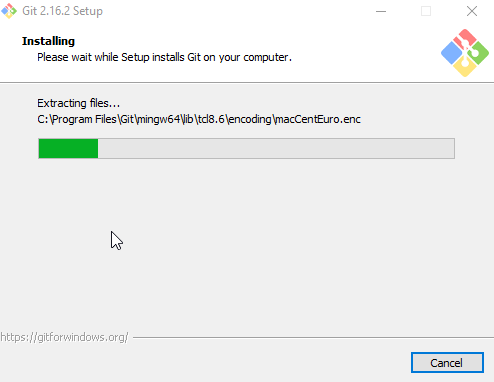 Git 2.16.2 Setup
Installing
Please wait while Setup installs Git on your computer.
Extracting files...
C:\Program Files\Git\mingw64\lib\tcl8.6\encoding\macCentEuro.enc
https://gitforwindows.org/
Cancel